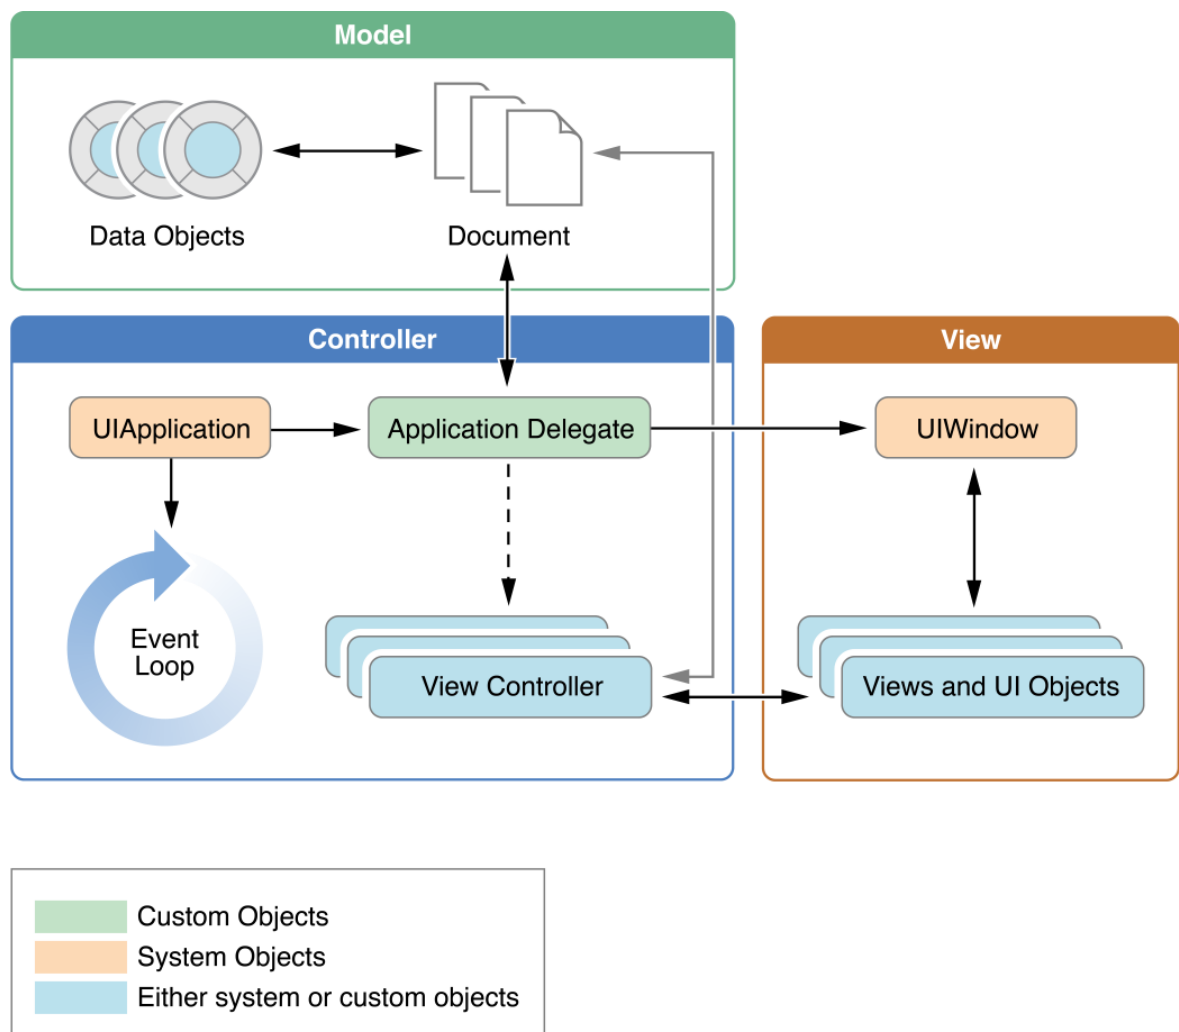 Model
Data Objects
Document
Controller
View
UIApplication
Application Delegate
UIWindow
Event
Loop
View Controller
Views and UI Objects
Custom Objects
System Objects
Either system or custom objects